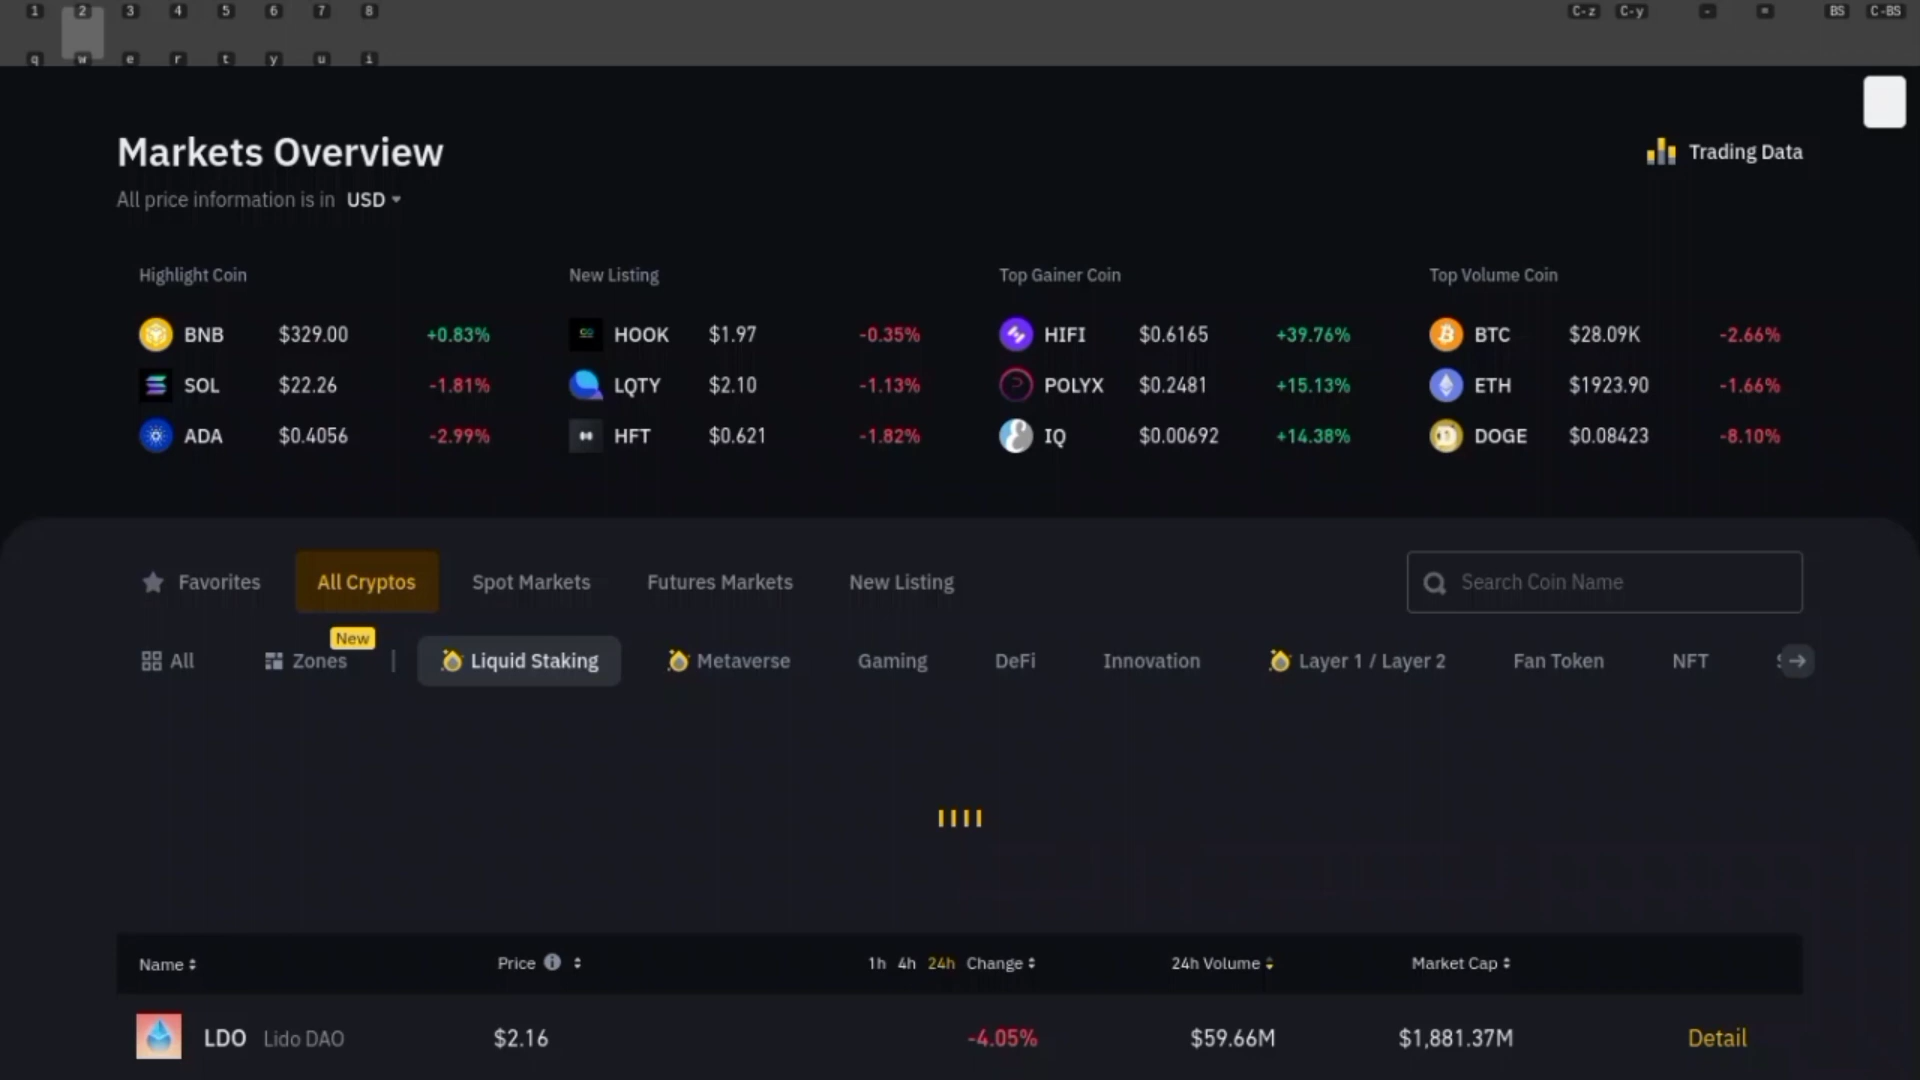 1 2 3 4 5 6 7 8 C-z C-y - = BS C-BS
q w e r t y u i
Markets Overview
Trading Data
All price information is in USD
Highlight Coin New Listing Top Gainer Coin Top Volume Coin
BNB $329.00 +0.83% HOOK $1.97 -0.35% HIFI $0.6165 +39.76% BTC $28.09K -2.66%
SOL $22.26 -1.81% LQTY $2.10 -1.13% POLYX $0.2481 +15.13% ETH $1923.90 -1.66%
ADA $0.4056 -2.99% HFT $0.621 -1.82% IQ $0.00692 +14.38% DOGE $0.08423 -8.10%
Favorites All Cryptos Spot Markets Futures Markets New Listing Search Coin Name
New
All Zones | Liquid Staking Metaverse Gaming DeFi Innovation Layer 1 / Layer 2 Fan Token NFT
Name Price 1h 4h 24h Change 24h Volume Market Cap
LDO Lido DAO $2.16 -4.05% $59.66M $1,881.37M Detail